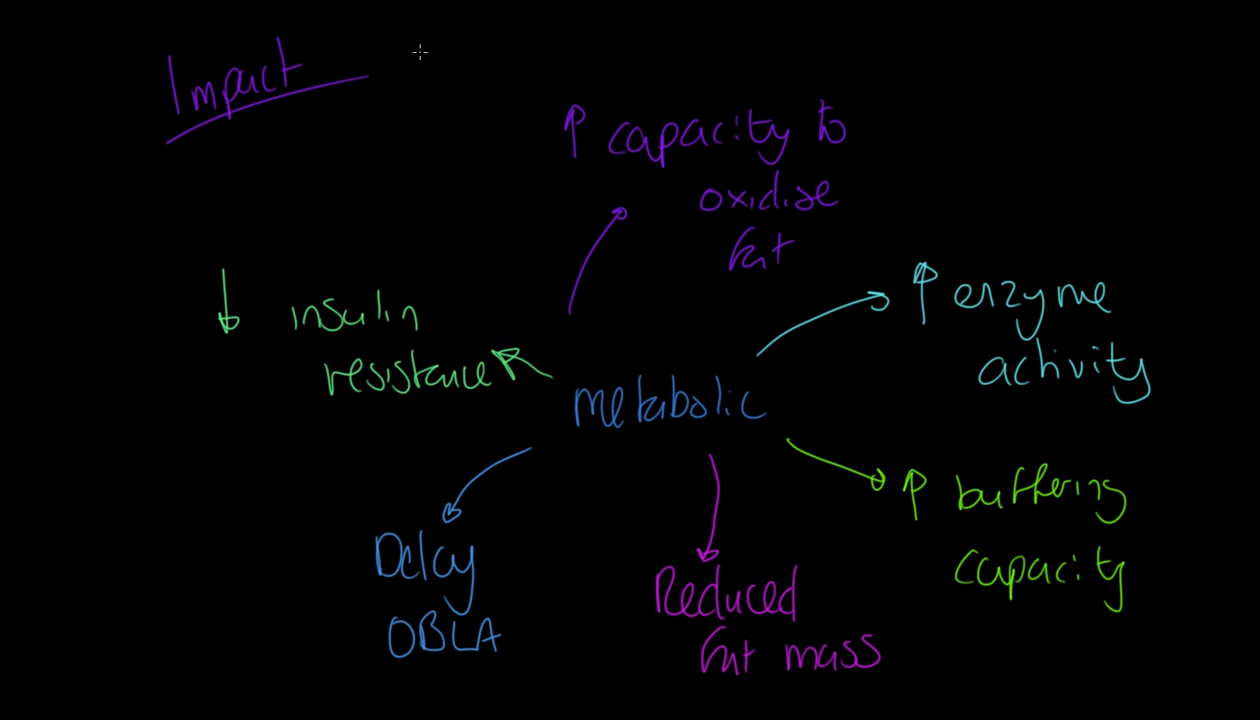 Impact
↑ capacity to
oxidise
fat
↑ enzyme
activity
↓ insulin
resistance
metabolic
↑ buffering
capacity
Delay
OBLA
Reduced
fat mass